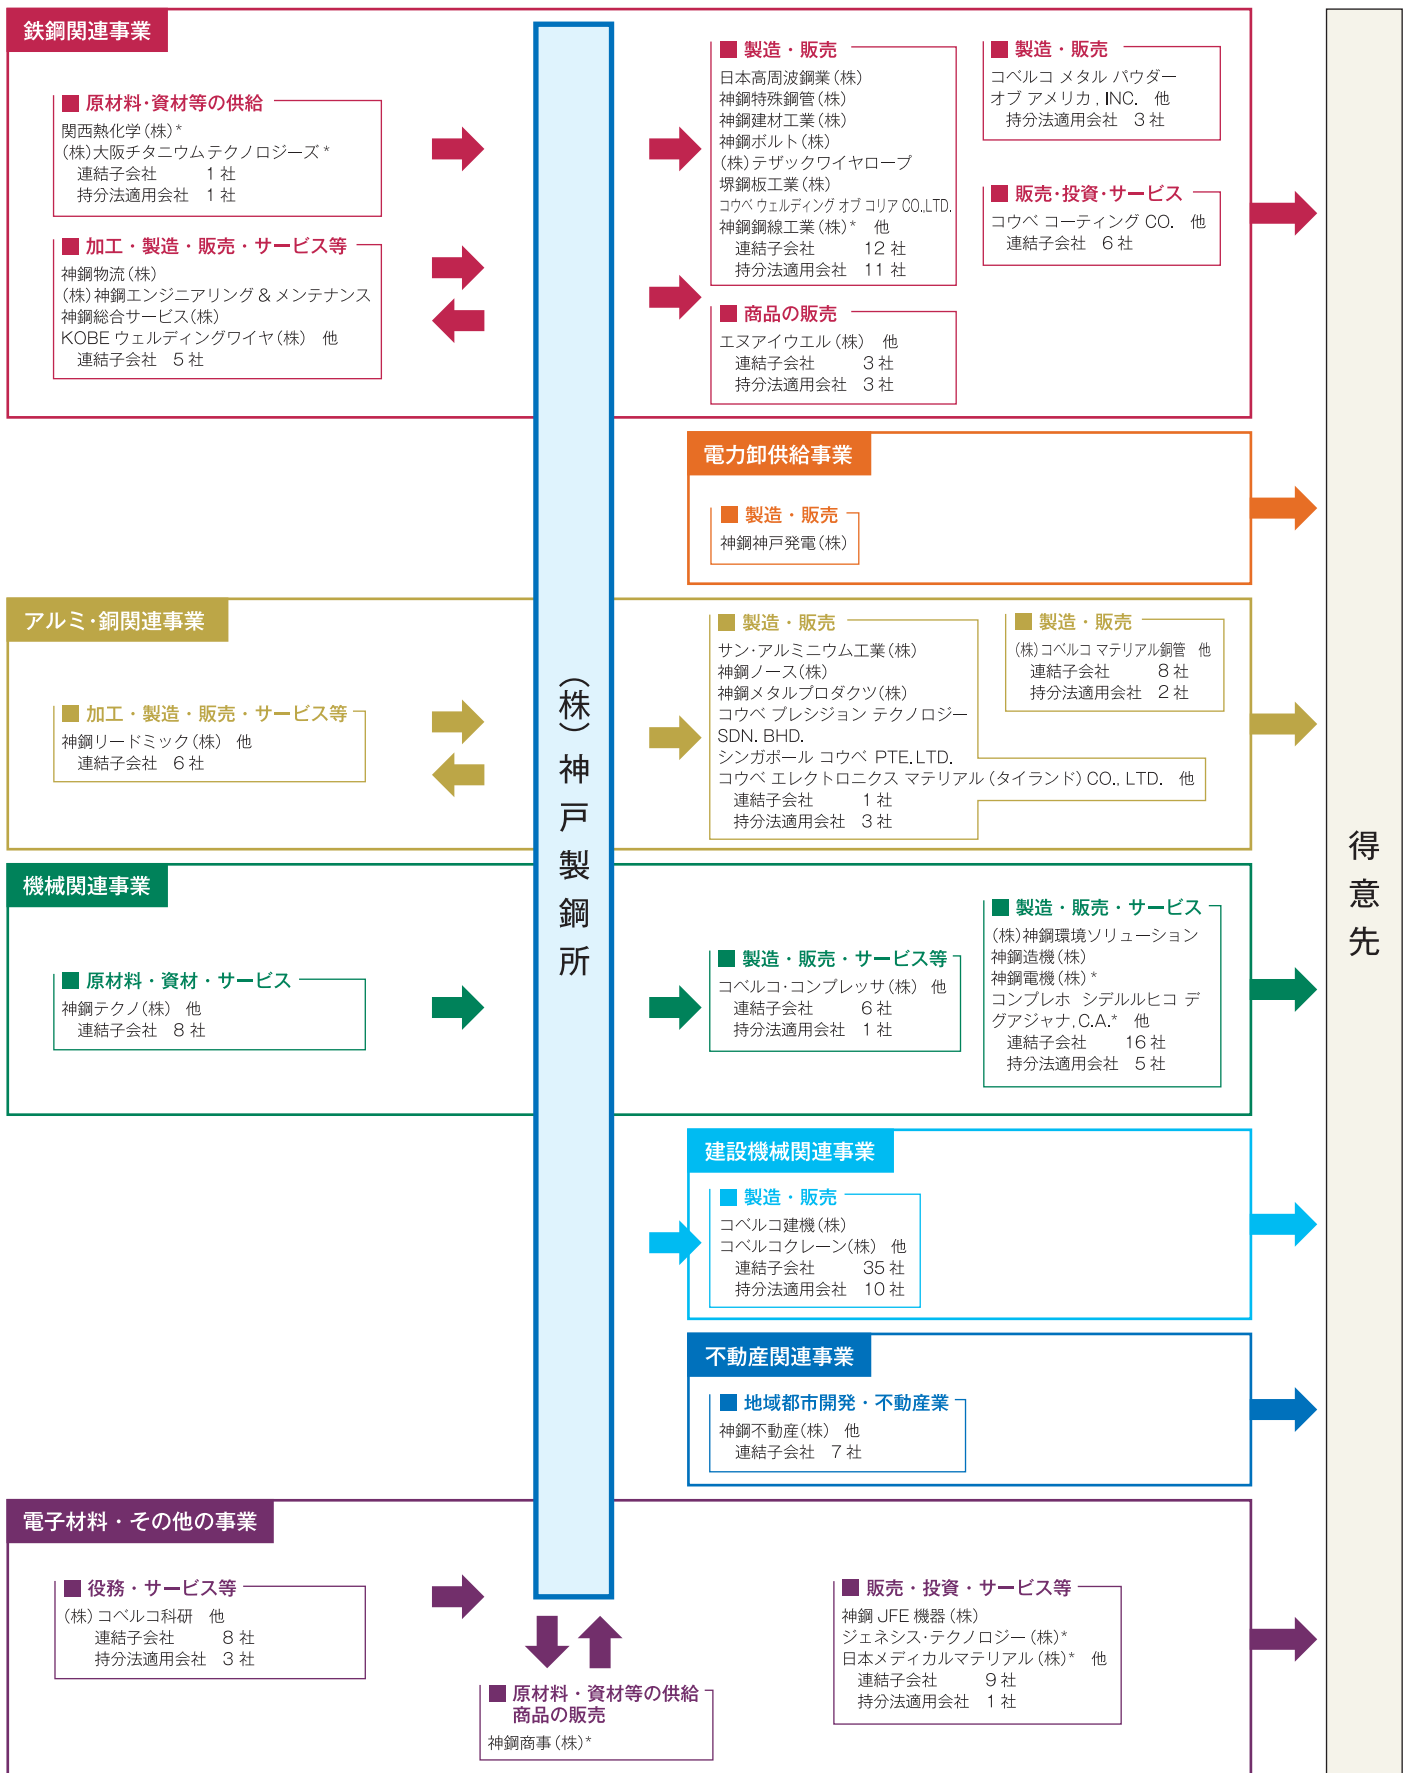 鉄鋼関連事業
■ 原材料・資材等の供給
関西熱化学(株)*
(株)大阪チタニウムテクノロジーズ*
連結子会社 1社
持分法適用会社 1社
■ 加工・製造・販売・サービス等
神鋼物流(株)
(株)神鋼エンジニアリング&メンテナンス
神鋼総合サービス(株)
KOBE ウェルディングワイヤ(株) 他
連結子会社 5社
■ 製造・販売
日本高周波鋼業(株)
神鋼特殊鋼管(株)
神鋼建材工業(株)
神鋼ボルト(株)
(株)テザックワイヤロープ
堺鋼板工業(株)
コウベ ウェルディング オブ コリア CO.,LTD.
神鋼鋼線工業(株)* 他
連結子会社 12社
持分法適用会社 11社
■ 商品の販売
エヌアイウエル(株) 他
連結子会社 3社
持分法適用会社 3社
■ 製造・販売
コベルコ メタル パウダー
オブ アメリカ, INC. 他
持分法適用会社 3社
■ 販売・投資・サービス
コウベ コーティング CO. 他
連結子会社 6社
電力卸供給事業
■ 製造・販売
神鋼神戸発電(株)
アルミ・銅関連事業
■ 加工・製造・販売・サービス等
神鋼リードミック(株) 他
連結子会社 6社
■ 製造・販売
サン・アルミニウム工業(株)
神鋼ノース(株)
神鋼メタルプロダクツ(株)
コウベ プレシジョン テクノロジー
SDN. BHD.
シンガポール コウベ PTE.LTD.
コウベ エレクトロニクス マテリアル(タイランド)CO., LTD. 他
連結子会社 1社
持分法適用会社 3社
■ 製造・販売
(株)コベルコ マテリアル銅管 他
連結子会社 8社
持分法適用会社 2社
(株)神戸製鋼所
得意先
機械関連事業
■ 原材料・資材・サービス
神鋼テクノ(株) 他
連結子会社 8社
■ 製造・販売・サービス等
コベルコ・コンプレッサ(株) 他
連結子会社 6社
持分法適用会社 1社
■ 製造・販売・サービス
(株)神鋼環境ソリューション
神鋼造機(株)
神鋼電機(株)*
コンプレホ シデルルヒコ デ
グアジャナ,C.A.* 他
連結子会社 16社
持分法適用会社 5社
建設機械関連事業
■ 製造・販売
コベルコ建機(株)
コベルコクレーン(株) 他
連結子会社 35社
持分法適用会社 10社
不動産関連事業
■ 地域都市開発・不動産業
神鋼不動産(株) 他
連結子会社 7社
電子材料・その他の事業
■ 役務・サービス等
(株)コベルコ科研 他
連結子会社 8社
持分法適用会社 3社
■ 原材料・資材等の供給
商品の販売
神鋼商事(株)*
■ 販売・投資・サービス等
神鋼 JFE 機器(株)
ジェネシス・テクノロジー(株)*
日本メディカルマテリアル(株)* 他
連結子会社 9社
持分法適用会社 1社